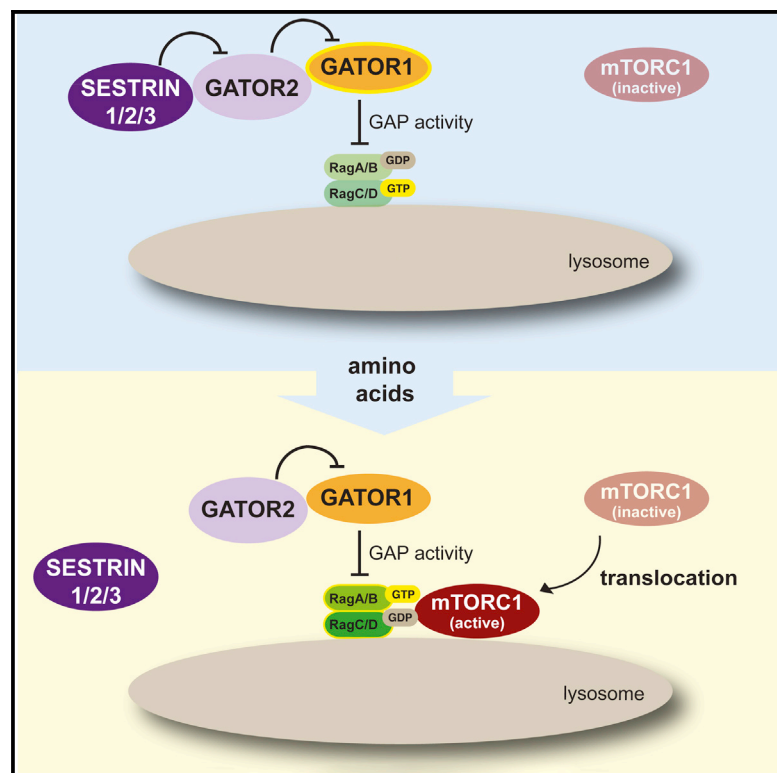 SESTRIN
1/2/3
GATOR2
GATOR1
mTORC1
(inactive)
GAP activity
RagA/B
GDP
RagC/D
GTP
lysosome
amino
acids
GATOR2
GATOR1
mTORC1
(inactive)
SESTRIN
1/2/3
GAP activity
translocation
RagA/B
GTP
RagC/D
GDP
mTORC1
(active)
lysosome